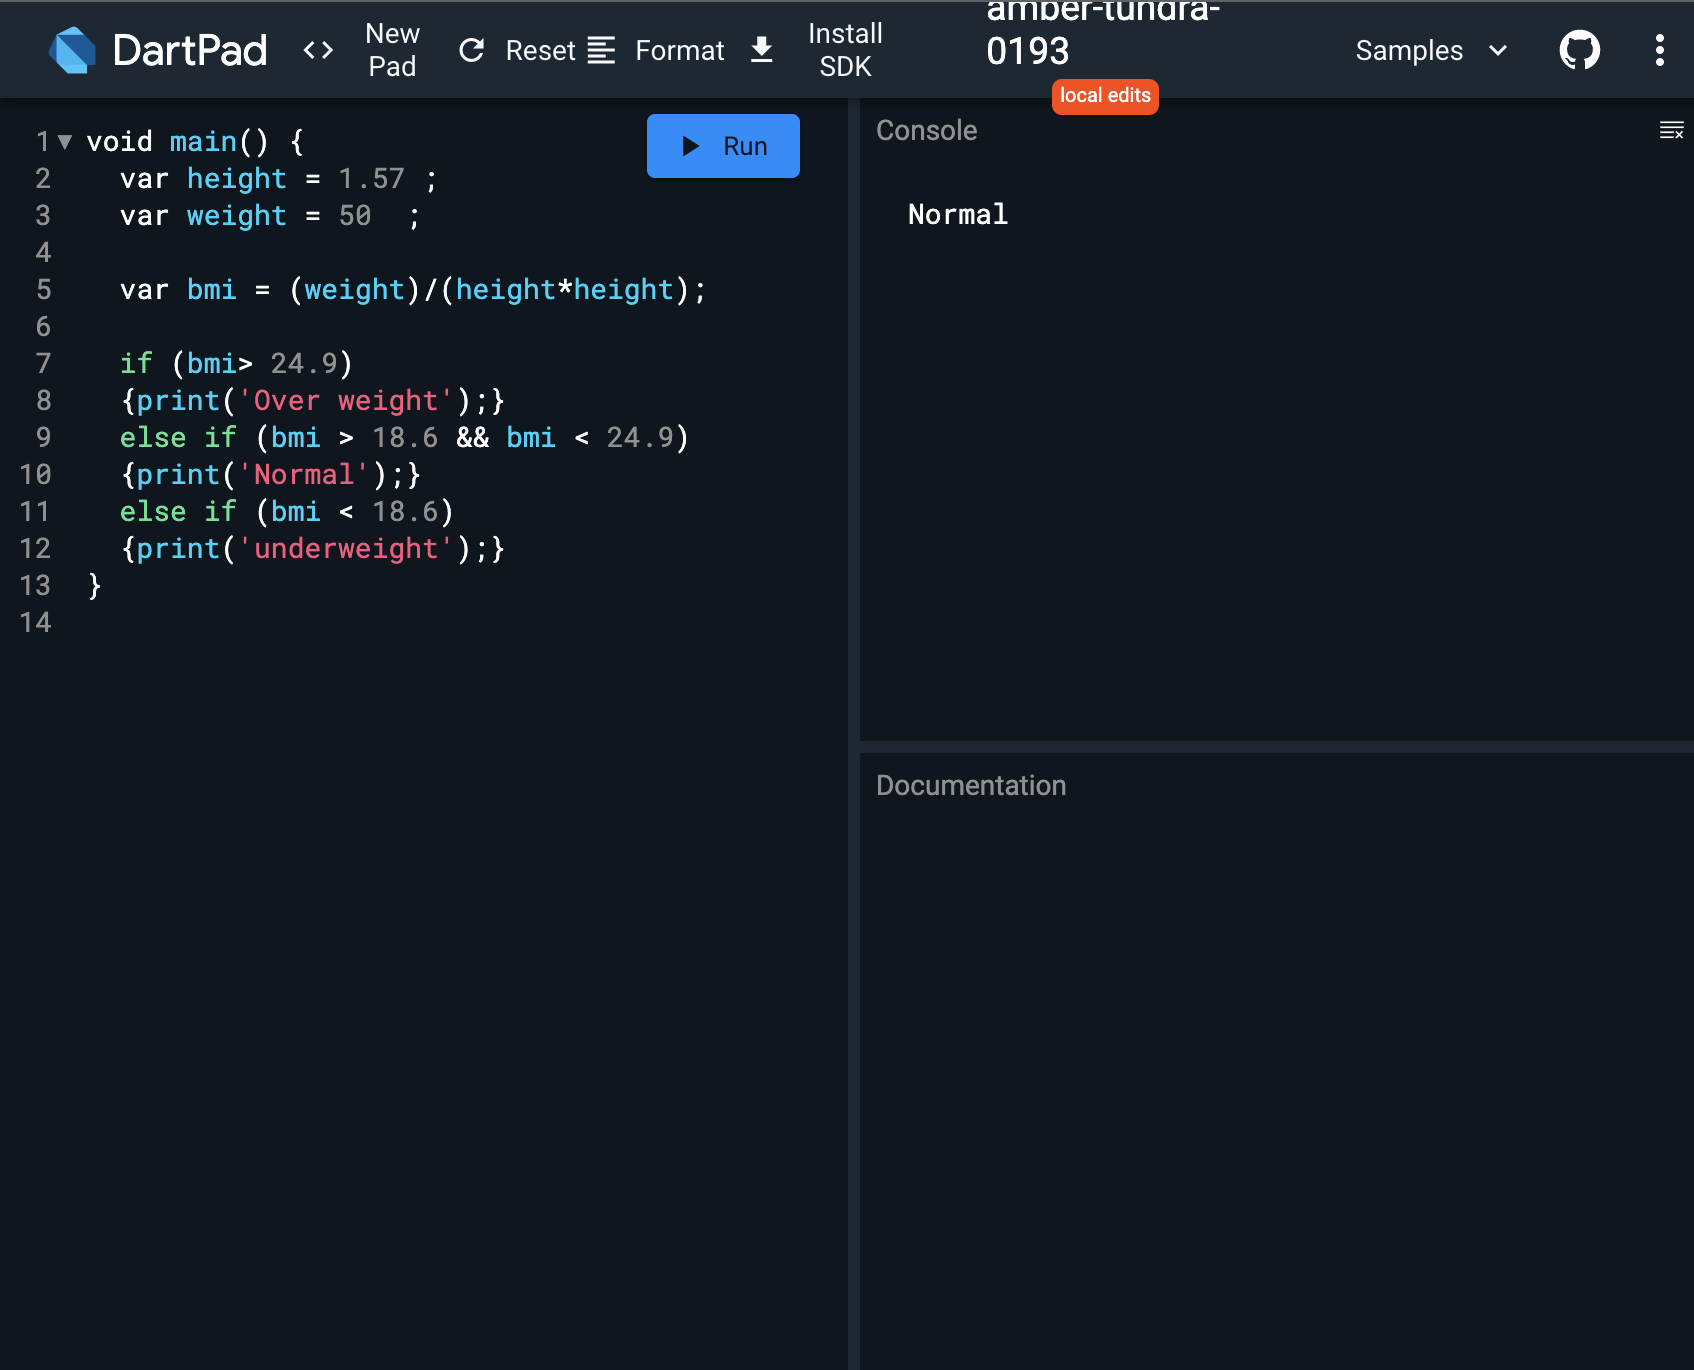 DartPad
<> New Pad
Reset
Format
Install SDK
amber-tundra-
0193
local edits
Samples
1 void main() {
2   var height = 1.57 ;
3   var weight = 50  ;
4
5   var bmi = (weight)/(height*height);
6
7   if (bmi> 24.9)
8   {print('Over weight');}
9   else if (bmi > 18.6 && bmi < 24.9)
10   {print('Normal');}
11   else if (bmi < 18.6)
12   {print('underweight');}
13 }
14
Run
Console
Normal
Documentation